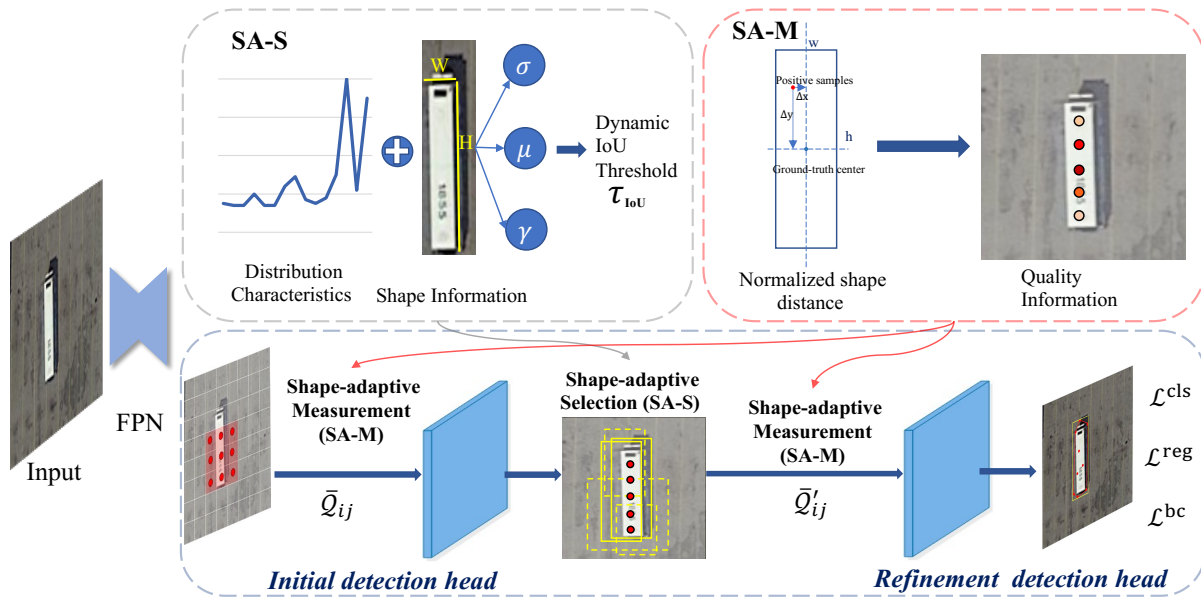 SA-S
W
H
σ
μ
γ
Dynamic
IoU
Threshold
τIoU
Distribution
Characteristics
Shape Information
SA-M
w
Positive samples
Δx
Δy
h
Ground-truth center
Normalized shape
distance
Quality
Information
Input
FPN
Shape-adaptive
Measurement
(SA-M)
Q̄ij
Shape-adaptive
Selection (SA-S)
Shape-adaptive
Measurement
(SA-M)
Q̄′ij
ℒcls
ℒreg
ℒbc
Initial detection head
Refinement detection head